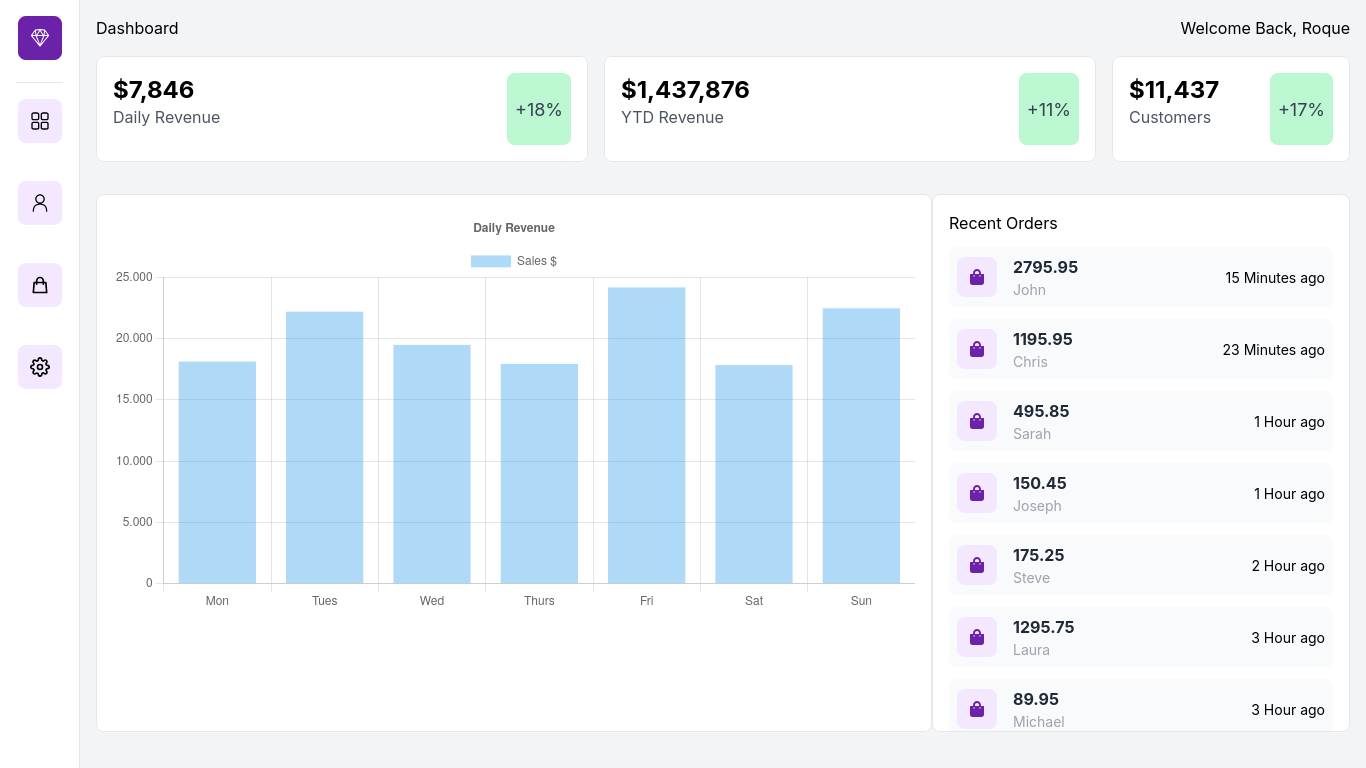 Dashboard
Welcome Back, Roque
$7,846
Daily Revenue
+18%
$1,437,876
YTD Revenue
+11%
$11,437
Customers
+17%
Daily Revenue
Sales $
25.000
20.000
15.000
10.000
5.000
0
Mon Tues Wed Thurs Fri Sat Sun
Recent Orders
2795.95
John
15 Minutes ago
1195.95
Chris
23 Minutes ago
495.85
Sarah
1 Hour ago
150.45
Joseph
1 Hour ago
175.25
Steve
2 Hour ago
1295.75
Laura
3 Hour ago
89.95
Michael
3 Hour ago